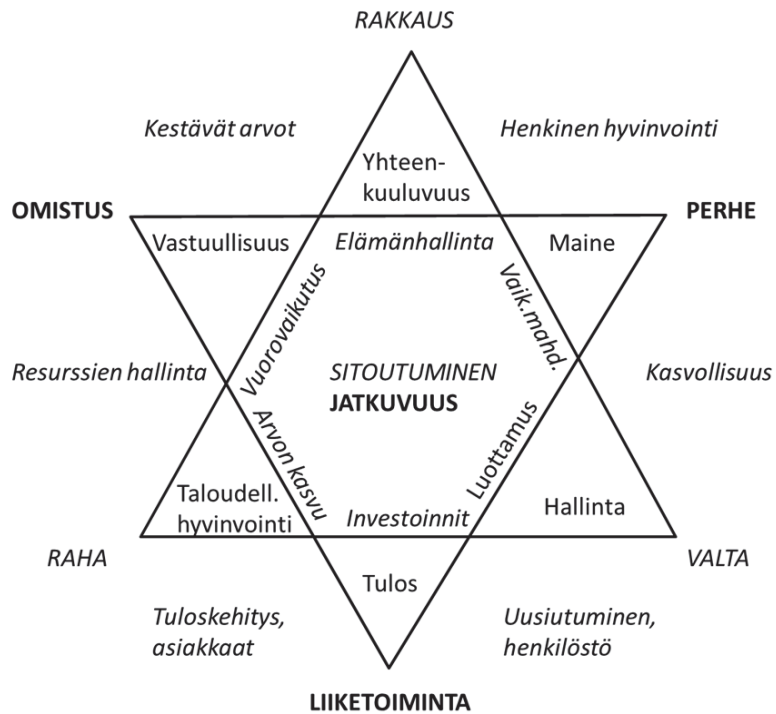 RAKKAUS
Kestävät arvot
Henkinen hyvinvointi
Yhteen-
kuuluvuus
OMISTUS
PERHE
Vastuullisuus
Elämänhallinta
Maine
Vuorovaikutus
Vaik.mahd.
Resurssien hallinta
SITOUTUMINEN
JATKUVUUS
Kasvollisuus
Arvon kasvu
Luottamus
Taloudell.
hyvinvointi
Investoinnit
Hallinta
RAHA
VALTA
Tulos
Tuloskehitys,
asiakkaat
Uusiutuminen,
henkilöstö
LIIKETOIMINTA